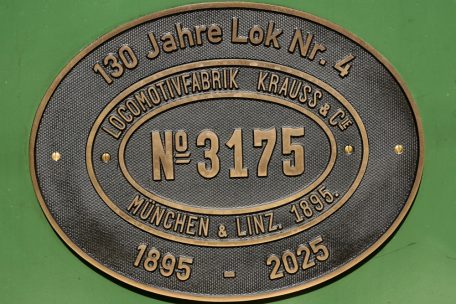 130 Jahre Lok Nr. 4
LOCOMOTIVFABRIK KRAUSS & CIE
No 3175
MÜNCHEN & LINZ. 1895.
1895 - 2025